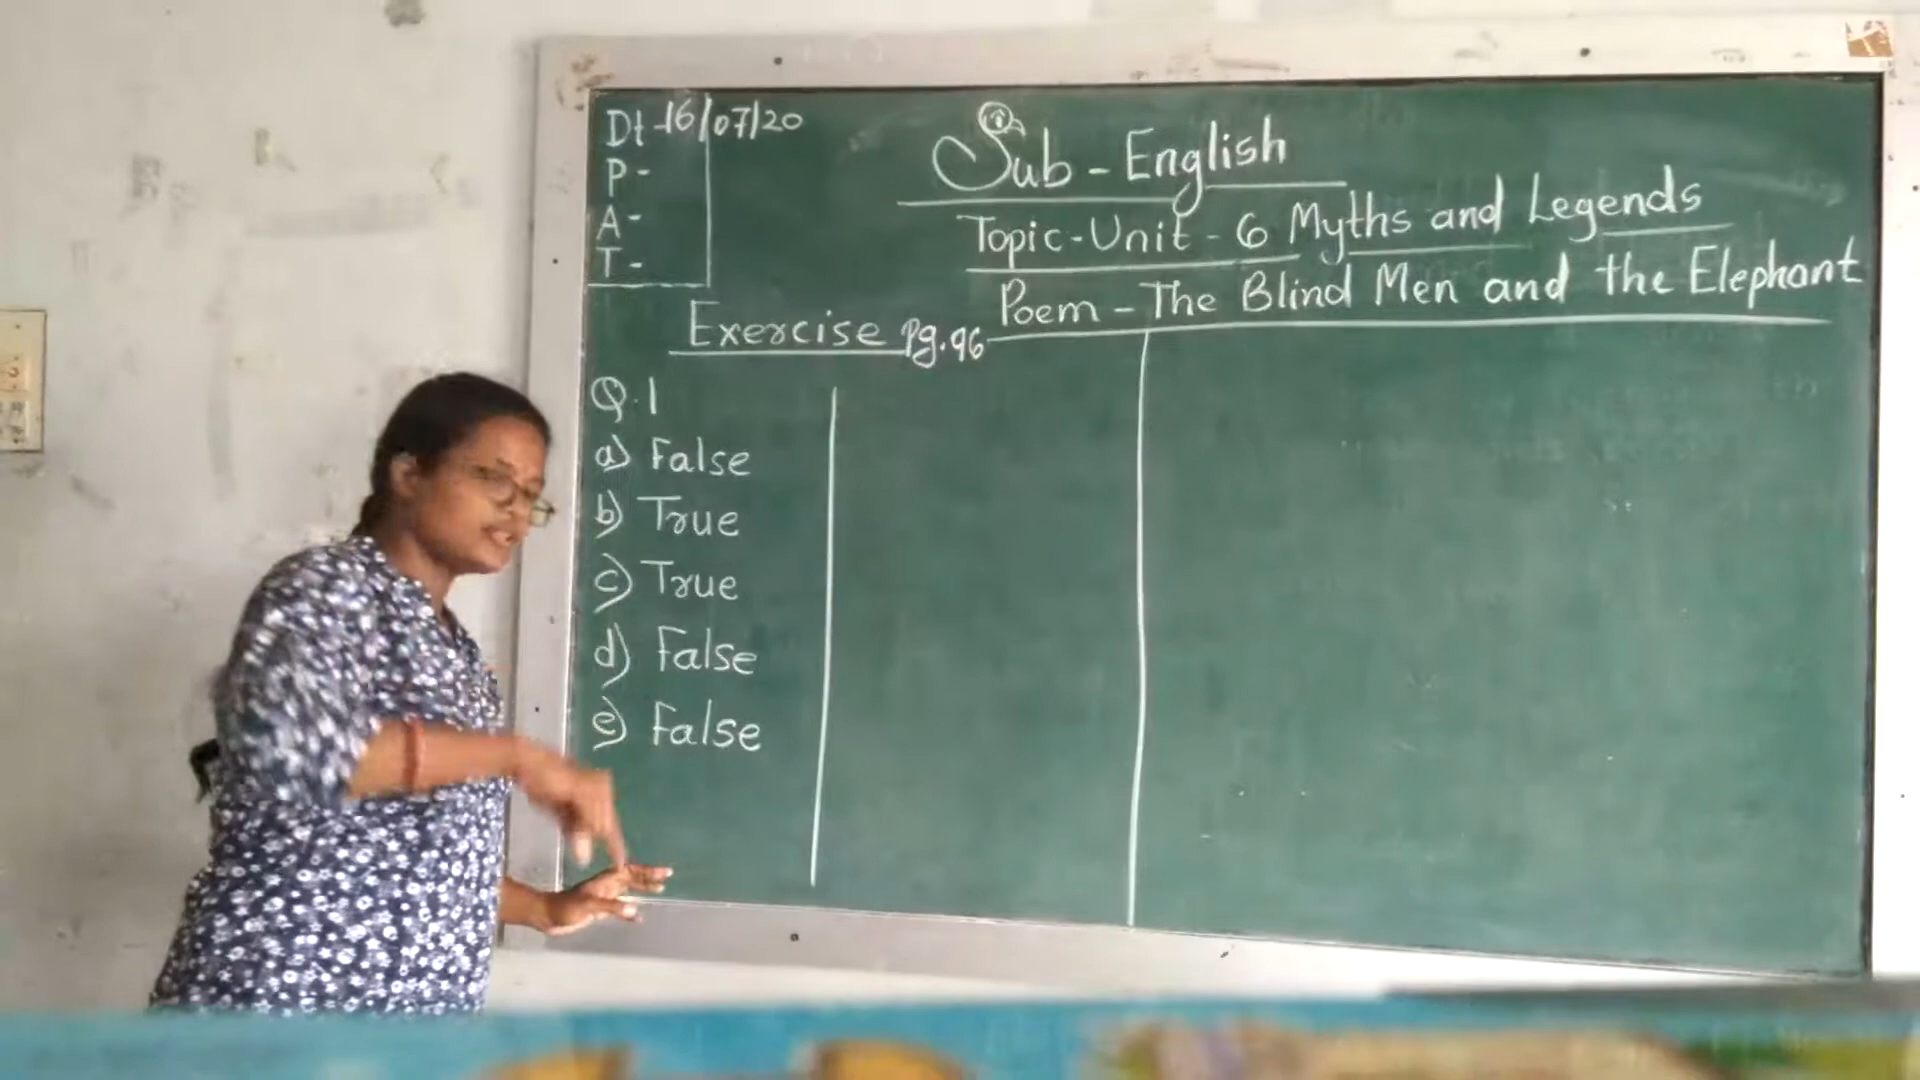 Dt-16/07/20
P-
A-
T-
Sub - English
Topic-Unit - 6 Myths and Legends
Poem - The Blind Men and the Elephant
Exercise Pg.96
Q.1
a) False
b) True
c) True
d) False
e) False